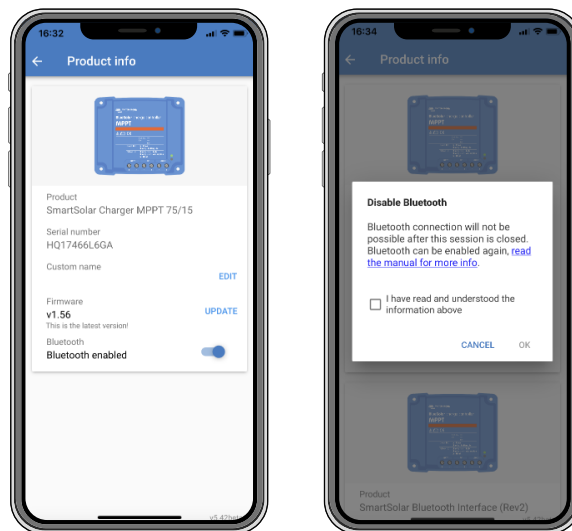 16:32
Product info
MPPT
Product
SmartSolar Charger MPPT 75/15
Serial number
HQ17466L6GA
Custom name
EDIT
Firmware
v1.56
UPDATE
This is the latest version!
Bluetooth
Bluetooth enabled
16:34
Product info
MPPT
Disable Bluetooth
Bluetooth connection will not be
possible after this session is closed.
Bluetooth can be enabled again, read
the manual for more info.
I have read and understood the
information above
CANCEL
OK
MPPT
Product
SmartSolar Bluetooth Interface (Rev2)